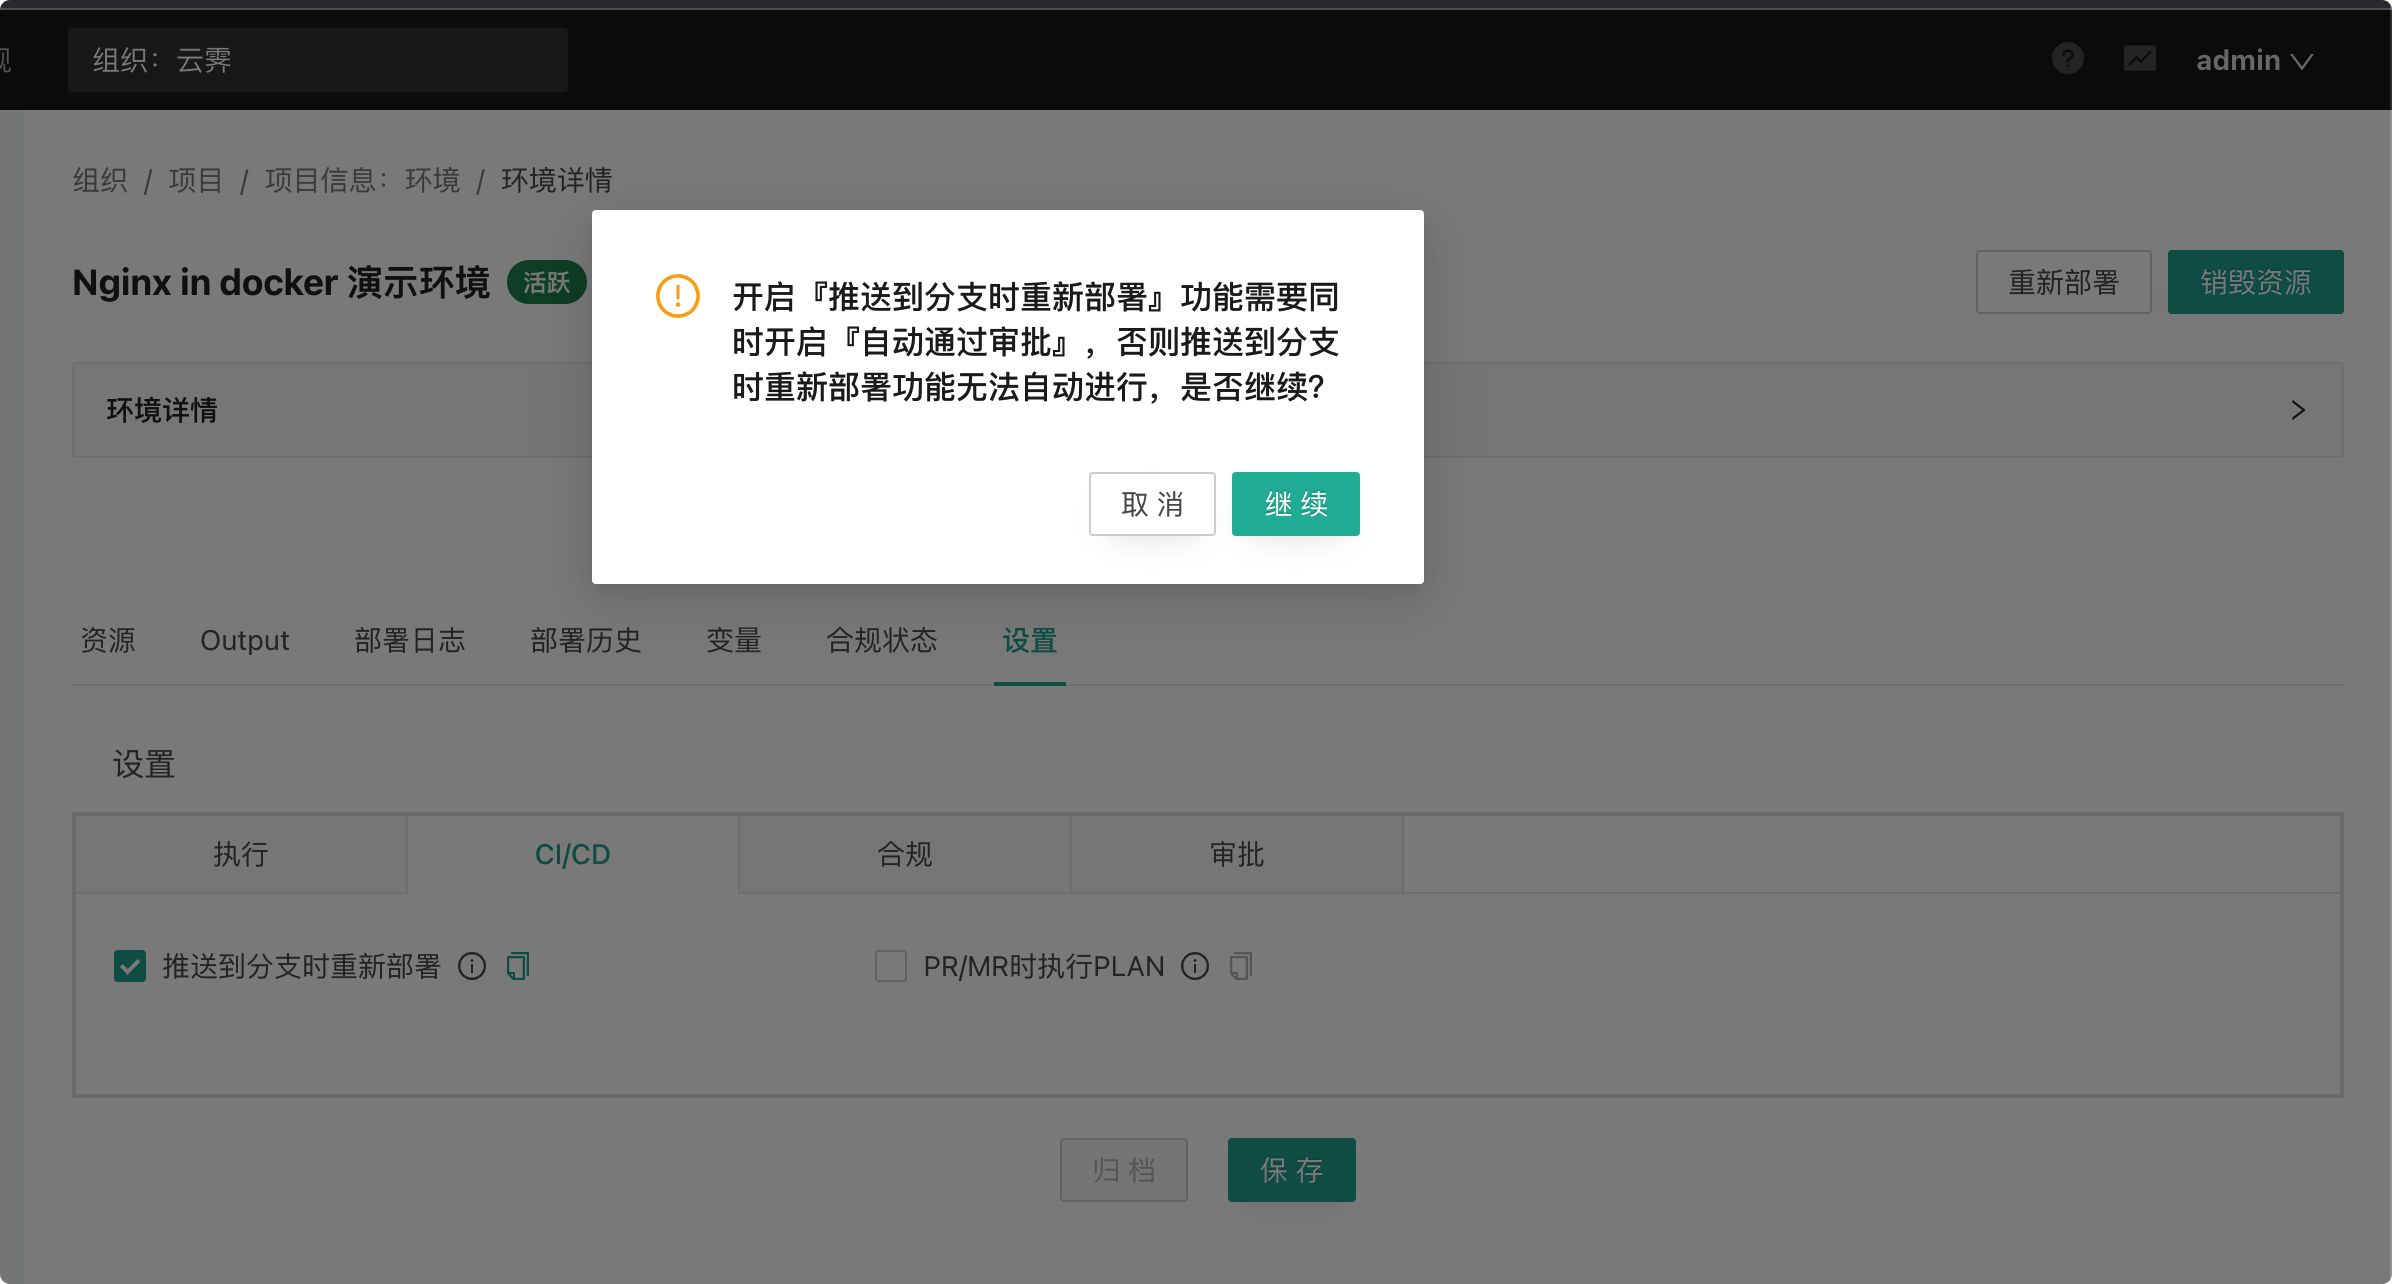 组织：云霁
admin
组织 / 项目 / 项目信息：环境 / 环境详情
Nginx in docker 演示环境 活跃
重新部署 销毁资源
环境详情
开启『推送到分支时重新部署』功能需要同
时开启『自动通过审批』，否则推送到分支
时重新部署功能无法自动进行，是否继续?
取 消 继 续
资源 Output 部署日志 部署历史 变量 合规状态 设置
设置
执行 CI/CD 合规 审批
推送到分支时重新部署 PR/MR时执行PLAN
归 档 保 存